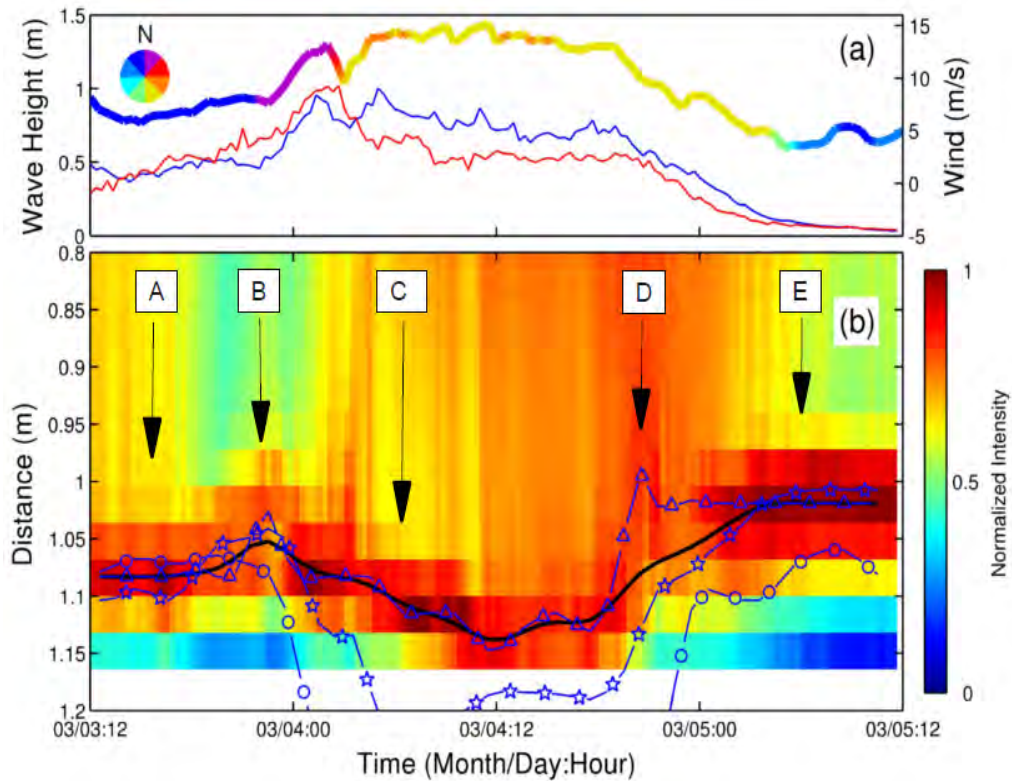 Wave Height (m)
1.5
1
0.5
0
N
(a)
15
10
5
0
-5
Wind (m/s)
Distance (m)
0.8
0.85
0.9
0.95
1
1.05
1.1
1.15
1.2
A
B
C
D
E
(b)
1
0.5
0
Normalized Intensity
03/03:12
03/04:00
03/04:12
03/05:00
03/05:12
Time (Month/Day:Hour)